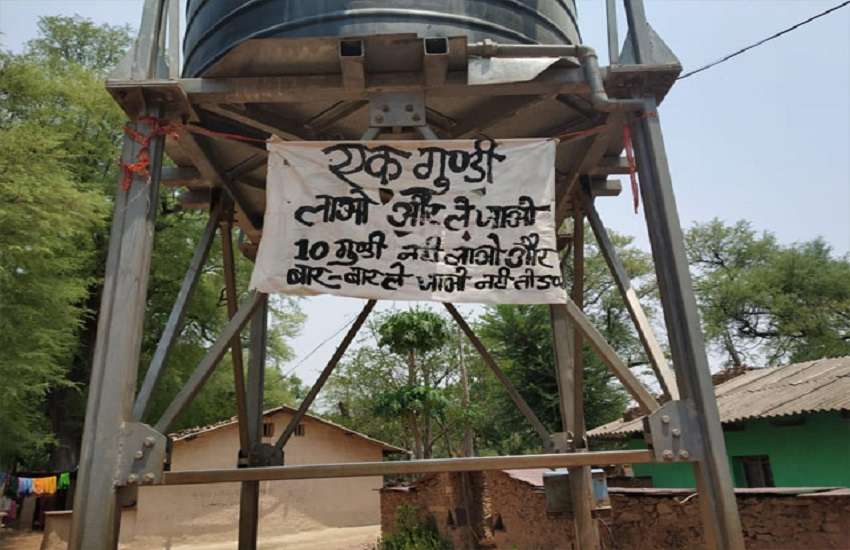 एक गुण्डी
लाओ और ले जाओ
10 गुण्डी नही लाओ और
बार-बार ले जाओ नही तो